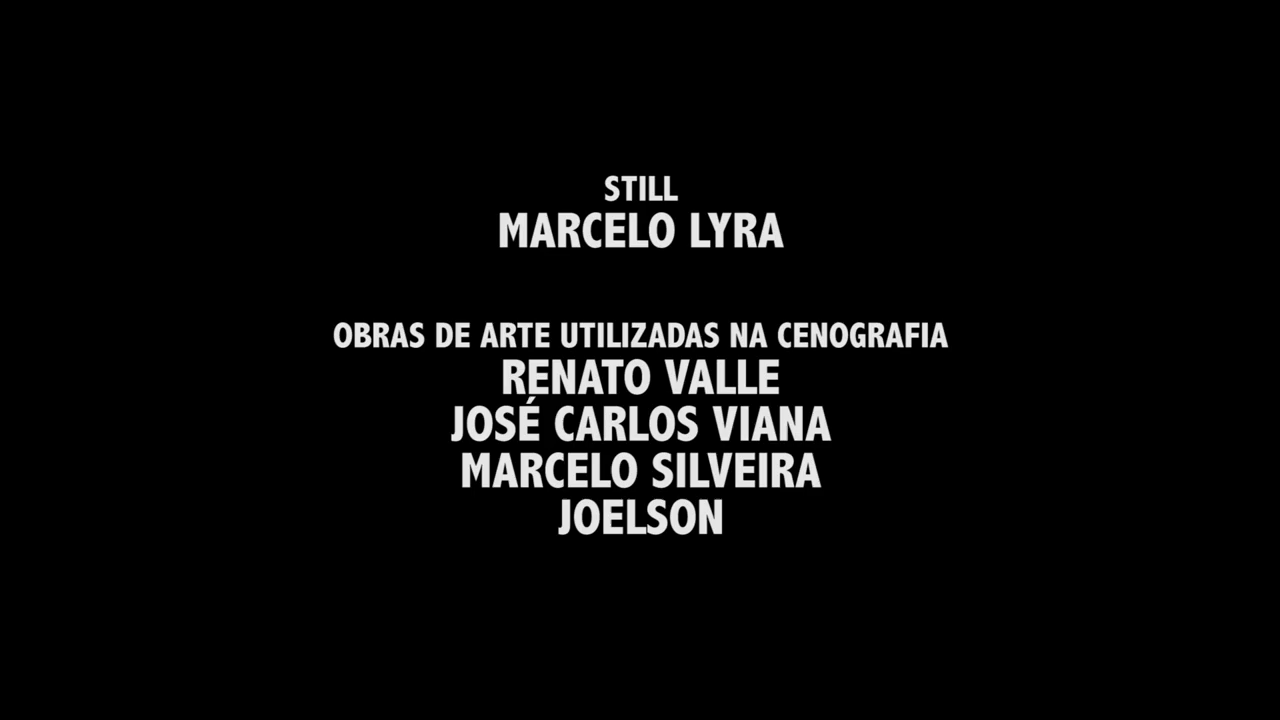 STILL
MARCELO LYRA
OBRAS DE ARTE UTILIZADAS NA CENOGRAFIA
RENATO VALLE
JOSÉ CARLOS VIANA
MARCELO SILVEIRA
JOELSON